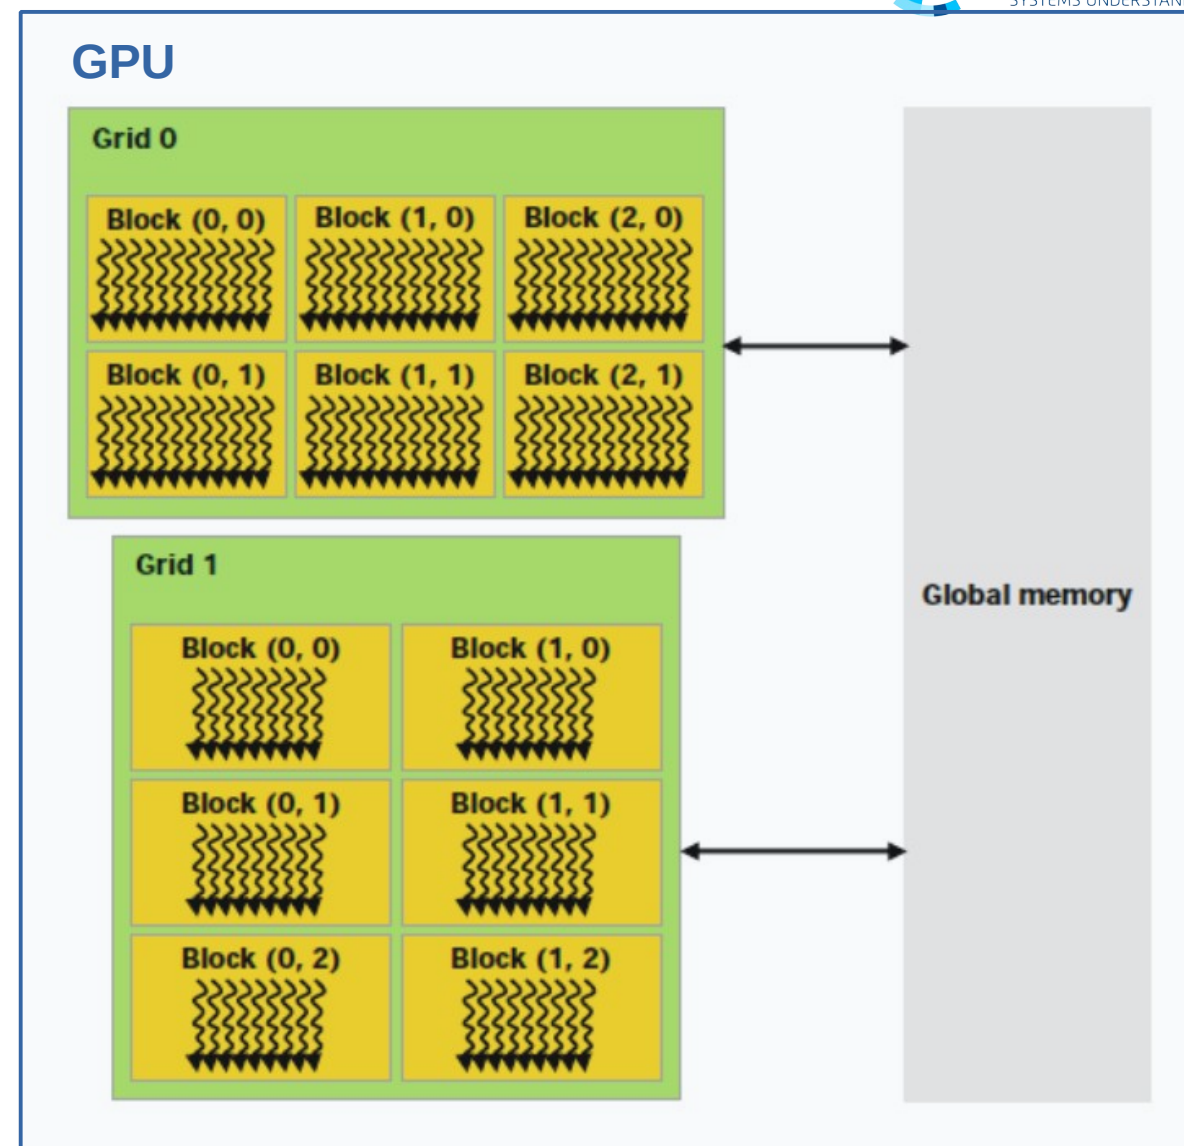 GPU
Grid 0
Block (0, 0) Block (1, 0) Block (2, 0)
Block (0, 1) Block (1, 1) Block (2, 1)
Grid 1
Block (0, 0) Block (1, 0)
Block (0, 1) Block (1, 1)
Block (0, 2) Block (1, 2)
Global memory